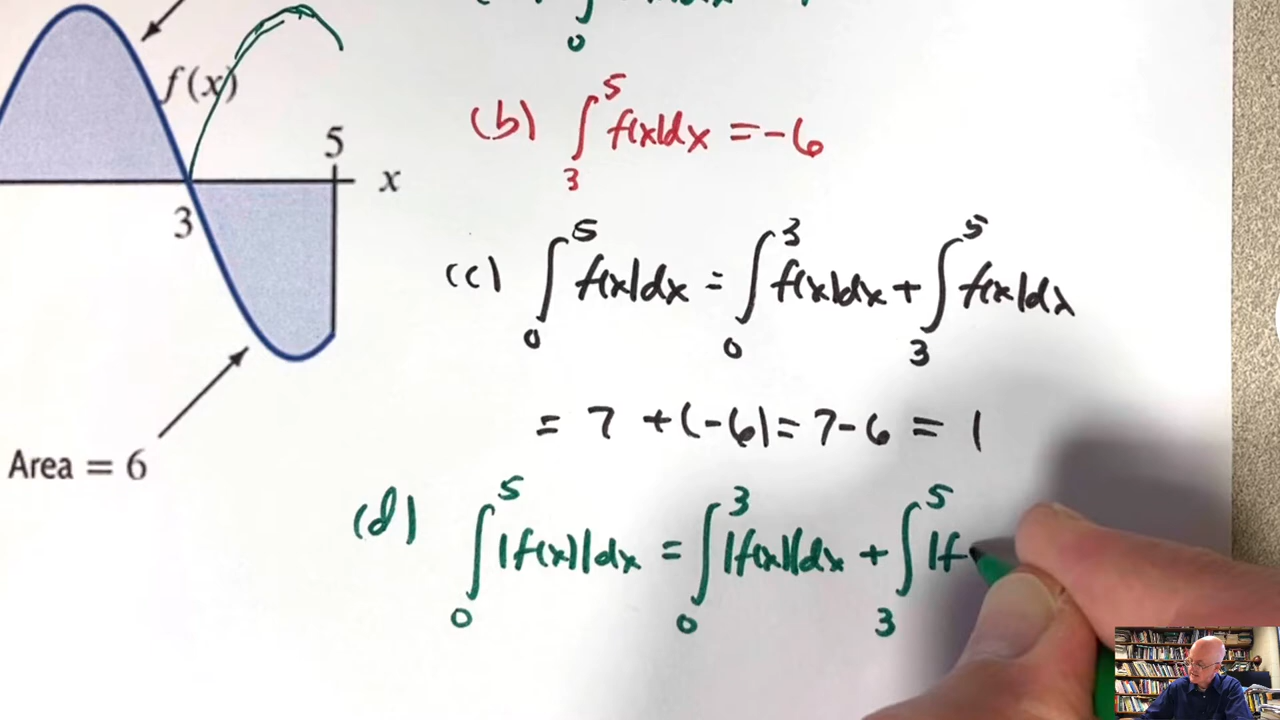 0
f(x)
(b) ∫₃⁵ f(x)dx = -6
5
x
3
(c) ∫₀⁵ f(x)dx = ∫₀³ f(x)dx + ∫₃⁵ f(x)dx
= 7 + (-6) = 7 - 6 = 1
Area = 6
(d) ∫₀⁵ |f(x)|dx = ∫₀³ |f(x)|dx + ∫₃⁵ |f